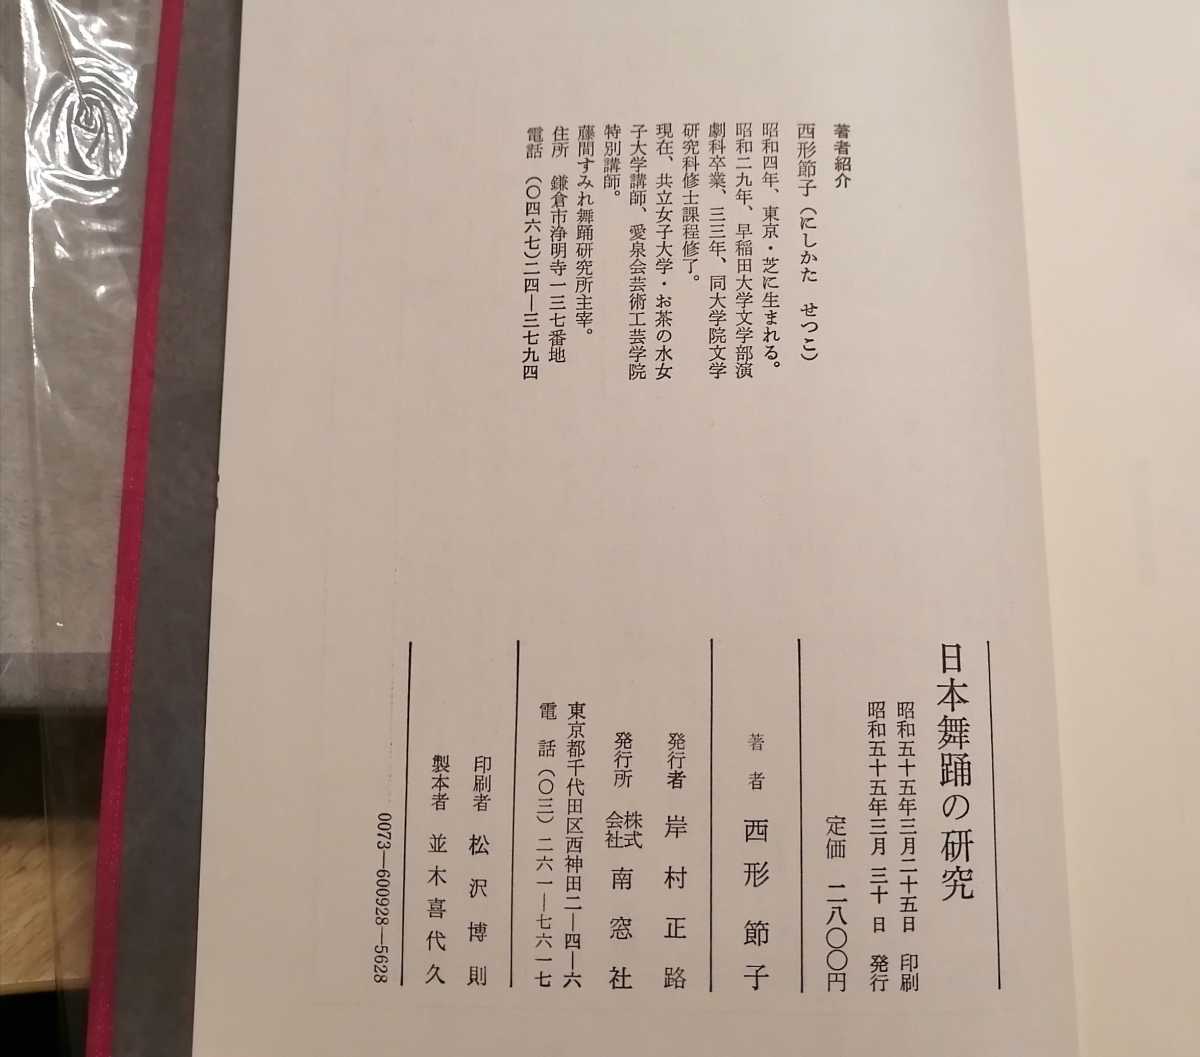 著者紹介
西形節子（にしかた　せつこ）
昭和四年、東京・芝に生まれる。
昭和二九年、早稲田大学文学部演
劇科卒業、三三年、同大学院文学
研究科修士課程修了。
現在、共立女子大学・お茶の水女
子大学講師、愛泉会芸術工芸学院
特別講師。
藤間すみれ舞踊研究所主宰。
住所　鎌倉市浄明寺一三七番地
電話　（〇四六七）二四―三七九四
日本舞踊の研究
昭和五十五年三月二十五日　印刷
昭和五十五年三月三十日　発行
定価　二八〇〇円
著者　西形節子
発行者　岸村正路
発行所　株式会社　南窓社
東京都千代田区西神田二―四―六
電話（〇三）二六一―七六一七
印刷者　松沢博則
製本者　並木喜代久
0073―600928―5628